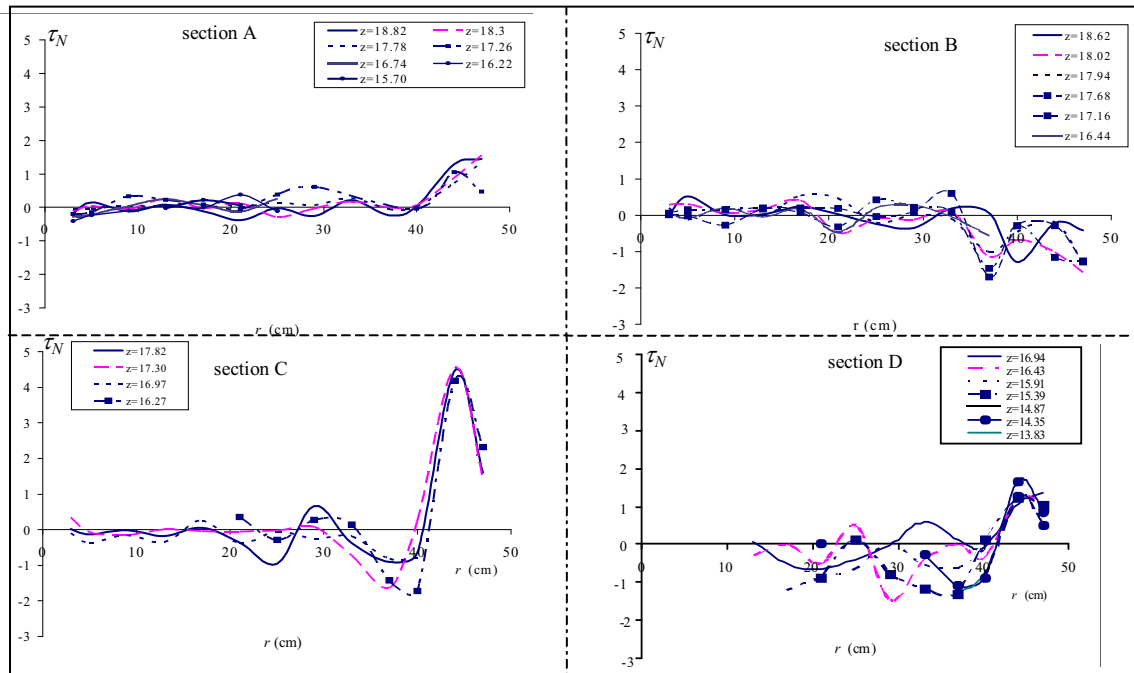 τN
section A
z=18.82
z=18.3
z=17.78
z=17.26
z=16.74
z=16.22
z=15.70
5
4
3
2
1
0
-1
-2
-3
0
10
20
30
40
50
r (cm)
τN
section B
z=18.62
z=18.02
z=17.94
z=17.68
z=17.16
z=16.44
5
4
3
2
1
0
-1
-2
-3
0
10
20
30
40
50
r (cm)
τN
section C
z=17.82
z=17.30
z=16.97
z=16.27
5
4
3
2
1
0
-1
-2
-3
0
10
20
30
40
50
r (cm)
r (cm)
τN
section D
z=16.94
z=16.43
z=15.91
z=15.39
z=14.87
z=14.35
z=13.83
5
4
3
2
1
0
-1
-2
-3
0
10
20
30
40
50
r (cm)
r (cm)